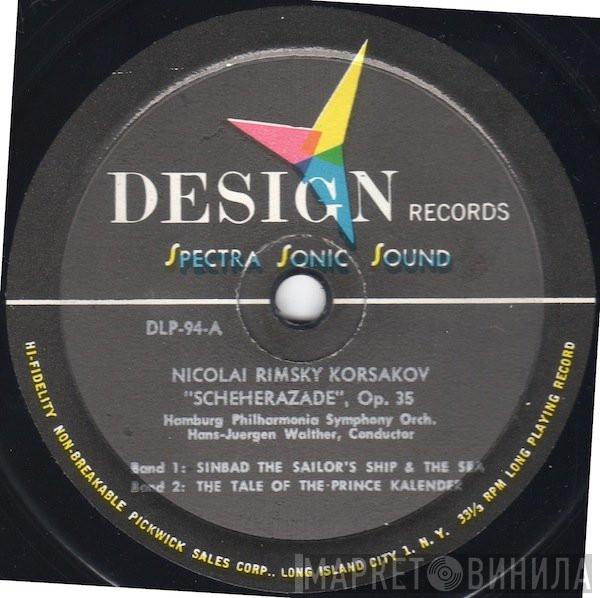 DESIGN RECORDS
SPECTRA SONIC SOUND
DLP-94-A
NICOLAI RIMSKY KORSAKOV
"SCHEHERAZADE", Op. 35
Hamburg Philharmonia Symphony Orch.
Hans-Juergen Walther, Conductor
Band 1: SINBAD THE SAILOR'S SHIP & THE SEA
Band 2: THE TALE OF THE PRINCE KALENDER
HI-FIDELITY NON-BREAKABLE PICKWICK SALES CORP., LONG ISLAND CITY 1, N. Y. 33⅓ RPM LONG PLAYING RECORD
МАРКЕТ ВИНИЛА